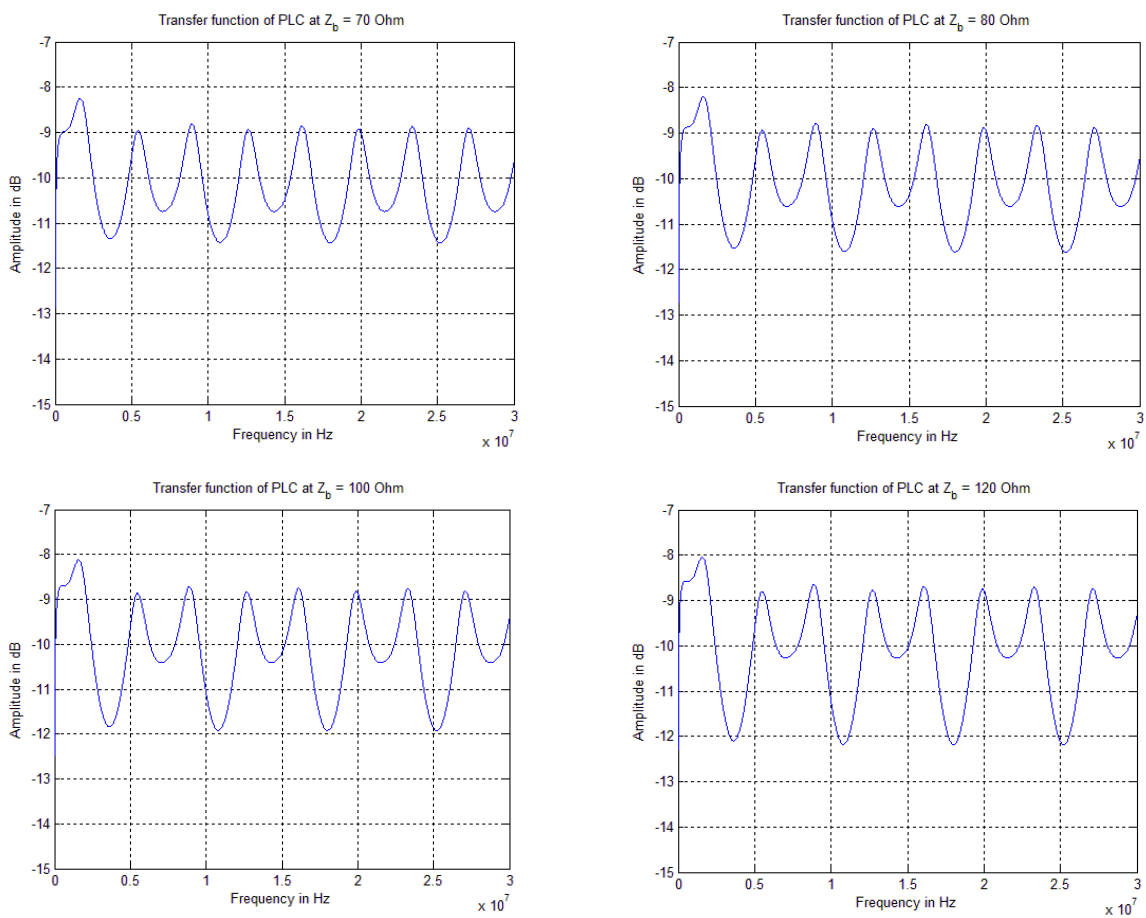 Transfer function of PLC at Z_b = 70 Ohm
Amplitude in dB
-7
-8
-9
-10
-11
-12
-13
-14
-15
0 0.5 1 1.5 2 2.5 3
Frequency in Hz
x 10^7
Transfer function of PLC at Z_b = 80 Ohm
Amplitude in dB
-7
-8
-9
-10
-11
-12
-13
-14
-15
0 0.5 1 1.5 2 2.5 3
Frequency in Hz
x 10^7
Transfer function of PLC at Z_b = 100 Ohm
Amplitude in dB
-7
-8
-9
-10
-11
-12
-13
-14
-15
0 0.5 1 1.5 2 2.5 3
Frequency in Hz
x 10^7
Transfer function of PLC at Z_b = 120 Ohm
Amplitude in dB
-7
-8
-9
-10
-11
-12
-13
-14
-15
0 0.5 1 1.5 2 2.5 3
Frequency in Hz
x 10^7